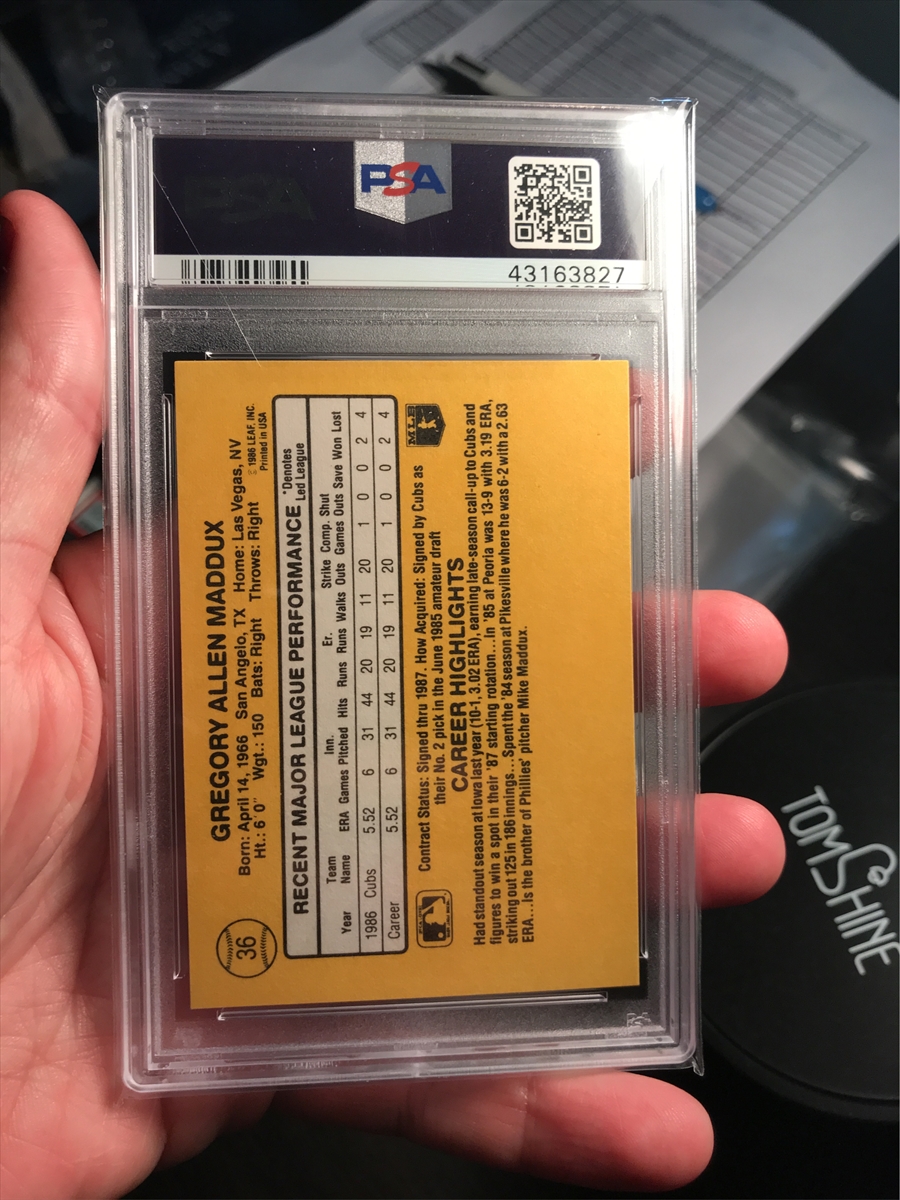 PSA
43163827
36
GREGORY ALLEN MADDUX
Born: April 14, 1966 San Angelo, TX Home: Las Vegas, NV
Ht.: 6'0" Wgt.: 150 Bats: Right Throws: Right
© 1986 LEAF, INC.
Printed in USA
RECENT MAJOR LEAGUE PERFORMANCE
*Denotes
Led League
Team Inn. Er. Strike Comp. Shut
Year Name ERA Games Pitched Hits Runs Runs Walks Outs Games Outs Save Won Lost
1986 Cubs 5.52 6 31 44 20 19 11 20 1 0 0 2 4
Career 5.52 6 31 44 20 19 11 20 1 0 0 2 4
Contract Status: Signed thru 1987. How Acquired: Signed by Cubs as
their No. 2 pick in the June 1985 amateur draft
CAREER HIGHLIGHTS
Had standout season at Iowa last year (10-1, 3.02 ERA), earning late-season call-up to Cubs and
figures to win a spot in their '87 starting rotation...In '85 at Peoria was 13-9 with 3.19 ERA,
striking out 125 in 186 innings...Spent the '84 season at Pikesville where he was 6-2 with a 2.63
ERA...Is the brother of Phillies' pitcher Mike Maddux.
TOMSHINE